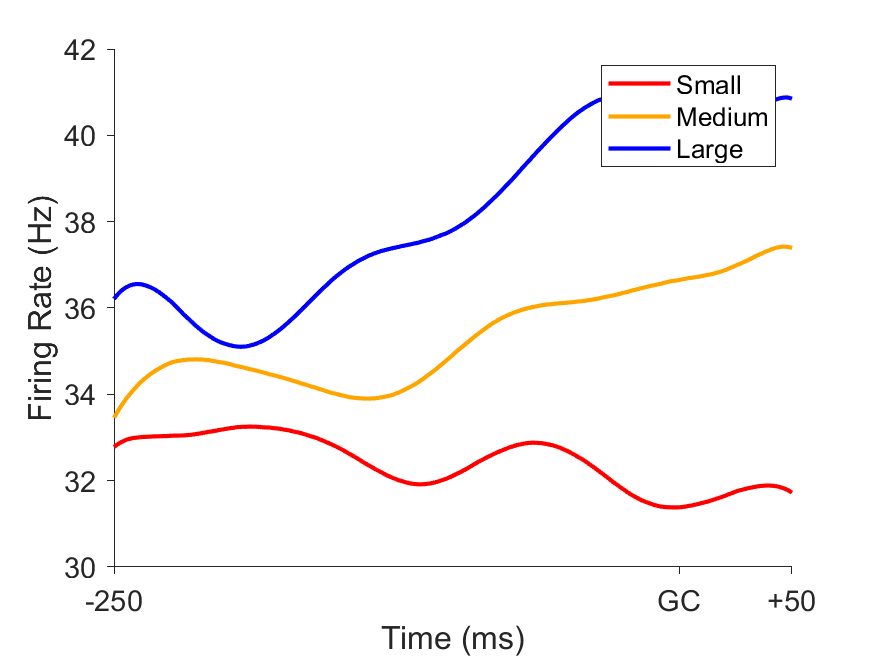 42
40
38
36
34
32
30
Firing Rate (Hz)
Small
Medium
Large
-250
GC
+50
Time (ms)